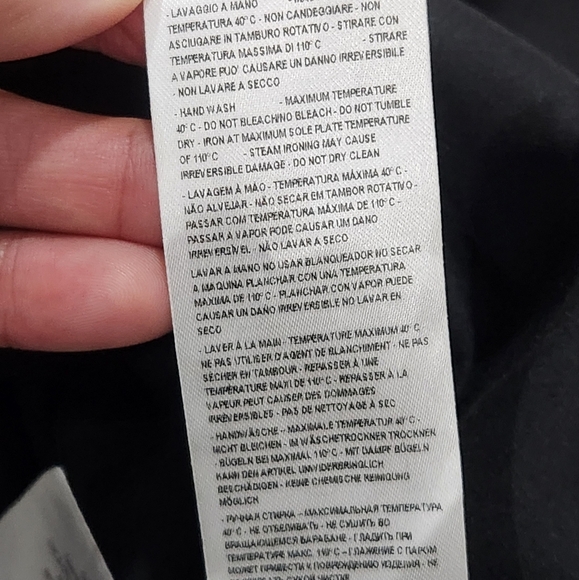 - LAVAGGIO A MANO
TEMPERATURA 40°C - NON CANDEGGIARE - NON
ASCIUGARE IN TAMBURO ROTATIVO - STIRARE CON
TEMPERATURA MASSIMA DI 110°C - STIRARE
A VAPORE PUO' CAUSARE UN DANNO IRREVERSIBILE
- NON LAVARE A SECCO
- HAND WASH - MAXIMUM TEMPERATURE
40°C - DO NOT BLEACHNO BLEACH - DO NOT TUMBLE
DRY - IRON AT MAXIMUM SOLE PLATE TEMPERATURE
OF 110°C - STEAM IRONING MAY CAUSE
IRREVERSIBLE DAMAGE - DO NOT DRY CLEAN
- LAVAGEM À MÃO - TEMPERATURA MÁXIMA 40°C -
NÃO ALVEJAR - NÃO SECAR EM TAMBOR ROTATIVO -
PASSAR COM TEMPERATURA MÁXIMA DE 110°C -
PASSAR A VAPOR PODE CAUSAR UM DANO
IRREVERSÍVEL - NÃO LAVAR A SECO
LAVAR A MANO NO USAR BLANQUEADOR NO SECAR
A MAQUINA PLANCHAR CON UNA TEMPERATURA
MAXIMA DE 110°C - PLANCHAR CON VAPOR PUEDE
CAUSAR UN DAÑO IRREVERSIBLE NO LAVAR EN
SECO
- LAVER À LA MAIN - TEMPÉRATURE MAXIMUM 40°C
NE PAS UTILISER D'AGENT DE BLANCHIMENT - NE PAS
SÉCHER EN TAMBOUR - REPASSER À UNE
TEMPÉRATURE MAXI DE 110°C - REPASSER À LA
VAPEUR PEUT CAUSER DES DOMMAGES
IRRÉVERSIBLES - PAS DE NETTOYAGE À SEC
- HANDWÄSCHE – MAXIMALE TEMPERATUR 40°C -
NICHT BLEICHEN - IM WÄSCHETROCKNER TROCKNEN
- BÜGELN BEI MAXIMAL 110°C - MIT DAMPF BÜGELN
KANN DEN ARTIKEL UNWIDERBRINGLICH
BESCHÄDIGEN - KEINE CHEMISCHE REINIGUNG
MÖGLICH
- РУЧНАЯ СТИРКА – МАКСИМАЛЬНАЯ ТЕМПЕРАТУРА
40°C - НЕ ОТБЕЛИВАТЬ - НЕ СУШИТЬ ВО
ВРАЩАЮЩЕМСЯ БАРАБАНЕ - ГЛАДИТЬ ПРИ
ТЕМПЕРАТУРЕ МАКС. 110°C – ГЛАЖЕНИЕ С ПАРОМ
МОЖЕТ ПРИВЕСТИ К ПОВРЕЖДЕНИЮ ИЗДЕЛИЯ - НЕ